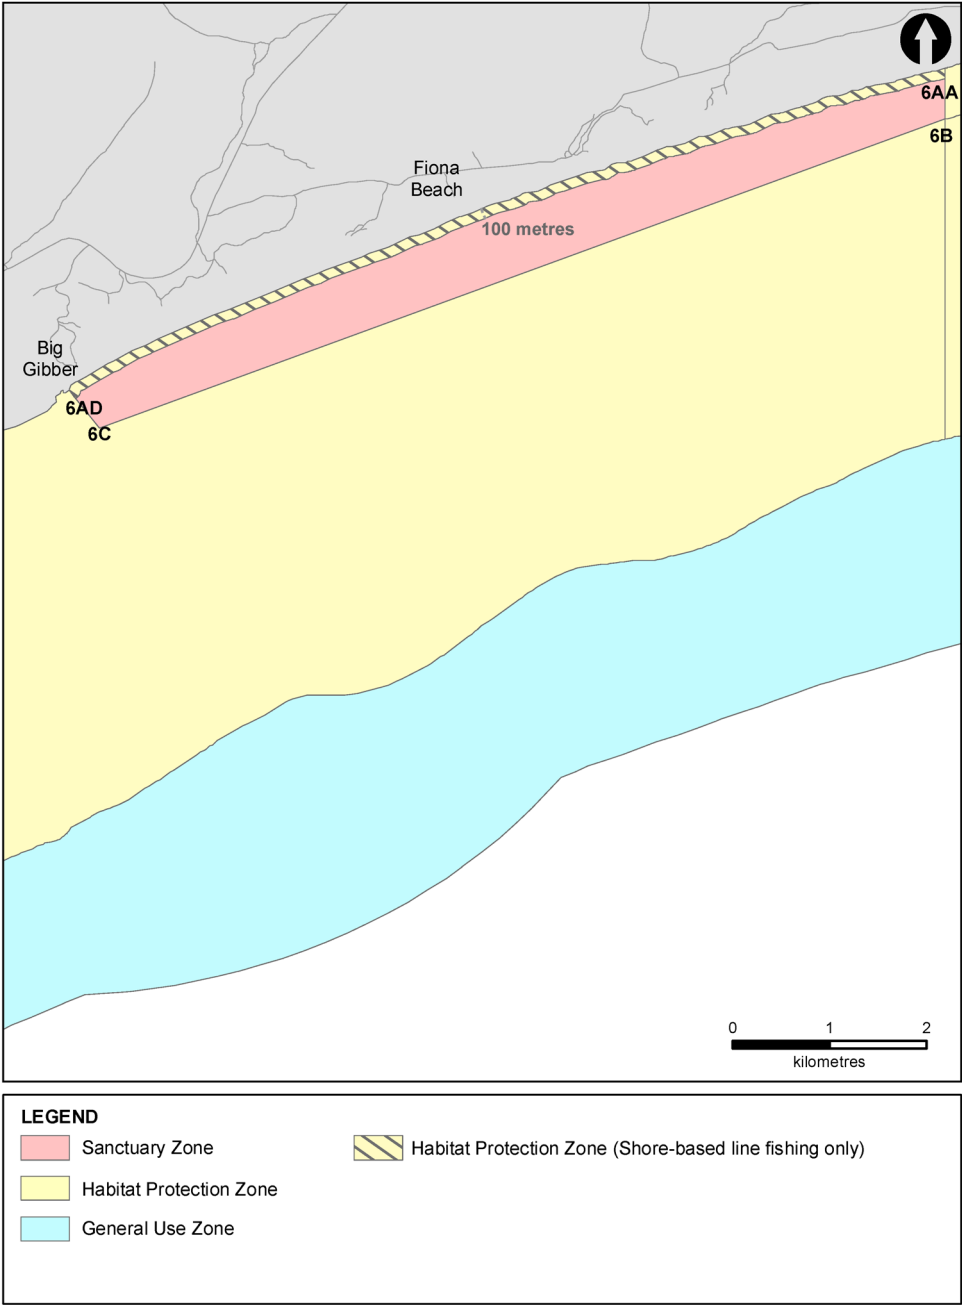 6AA
6B
Fiona
Beach
100 metres
Big
Gibber
6AD
6C
0 1 2
kilometres
LEGEND
Sanctuary Zone
Habitat Protection Zone (Shore-based line fishing only)
Habitat Protection Zone
General Use Zone